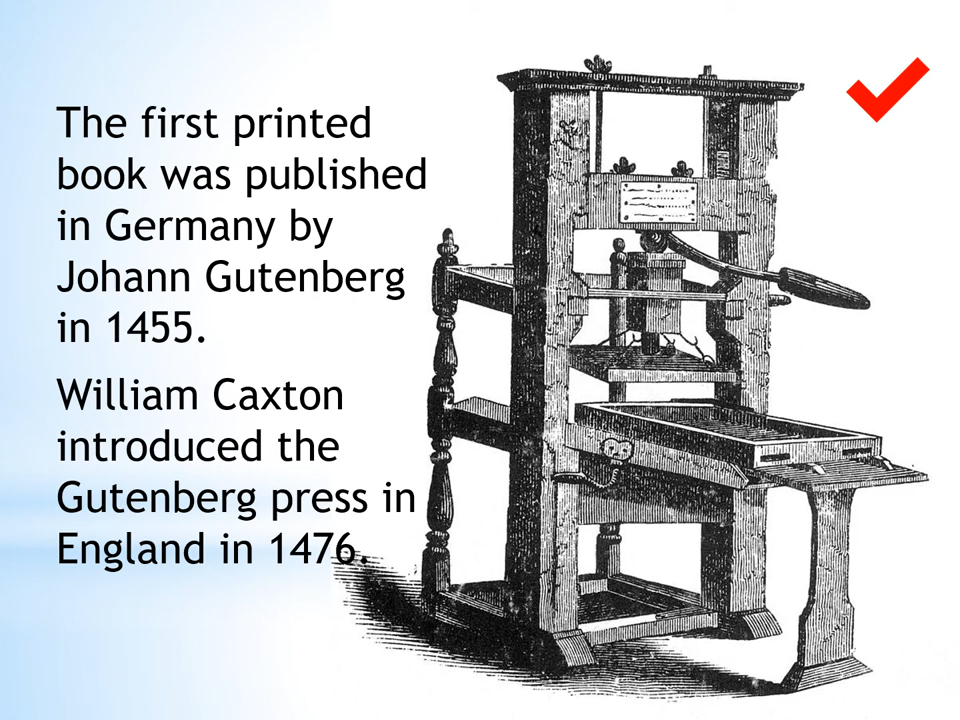 The first printed
book was published
in Germany by
Johann Gutenberg
in 1455.
William Caxton
introduced the
Gutenberg press in
England in 1476.